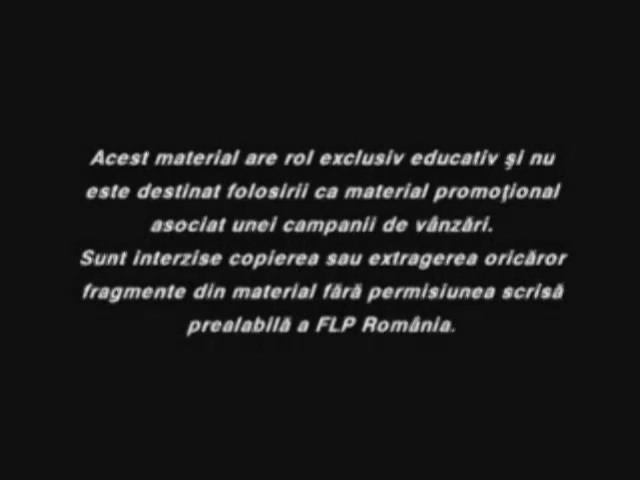 Acest material are rol exclusiv educativ şi nu
este destinat folosirii ca material promoţional
asociat unei campanii de vânzări.
Sunt interzise copierea sau extragerea oricăror
fragmente din material fără permisiunea scrisă
prealabilă a FLP România.